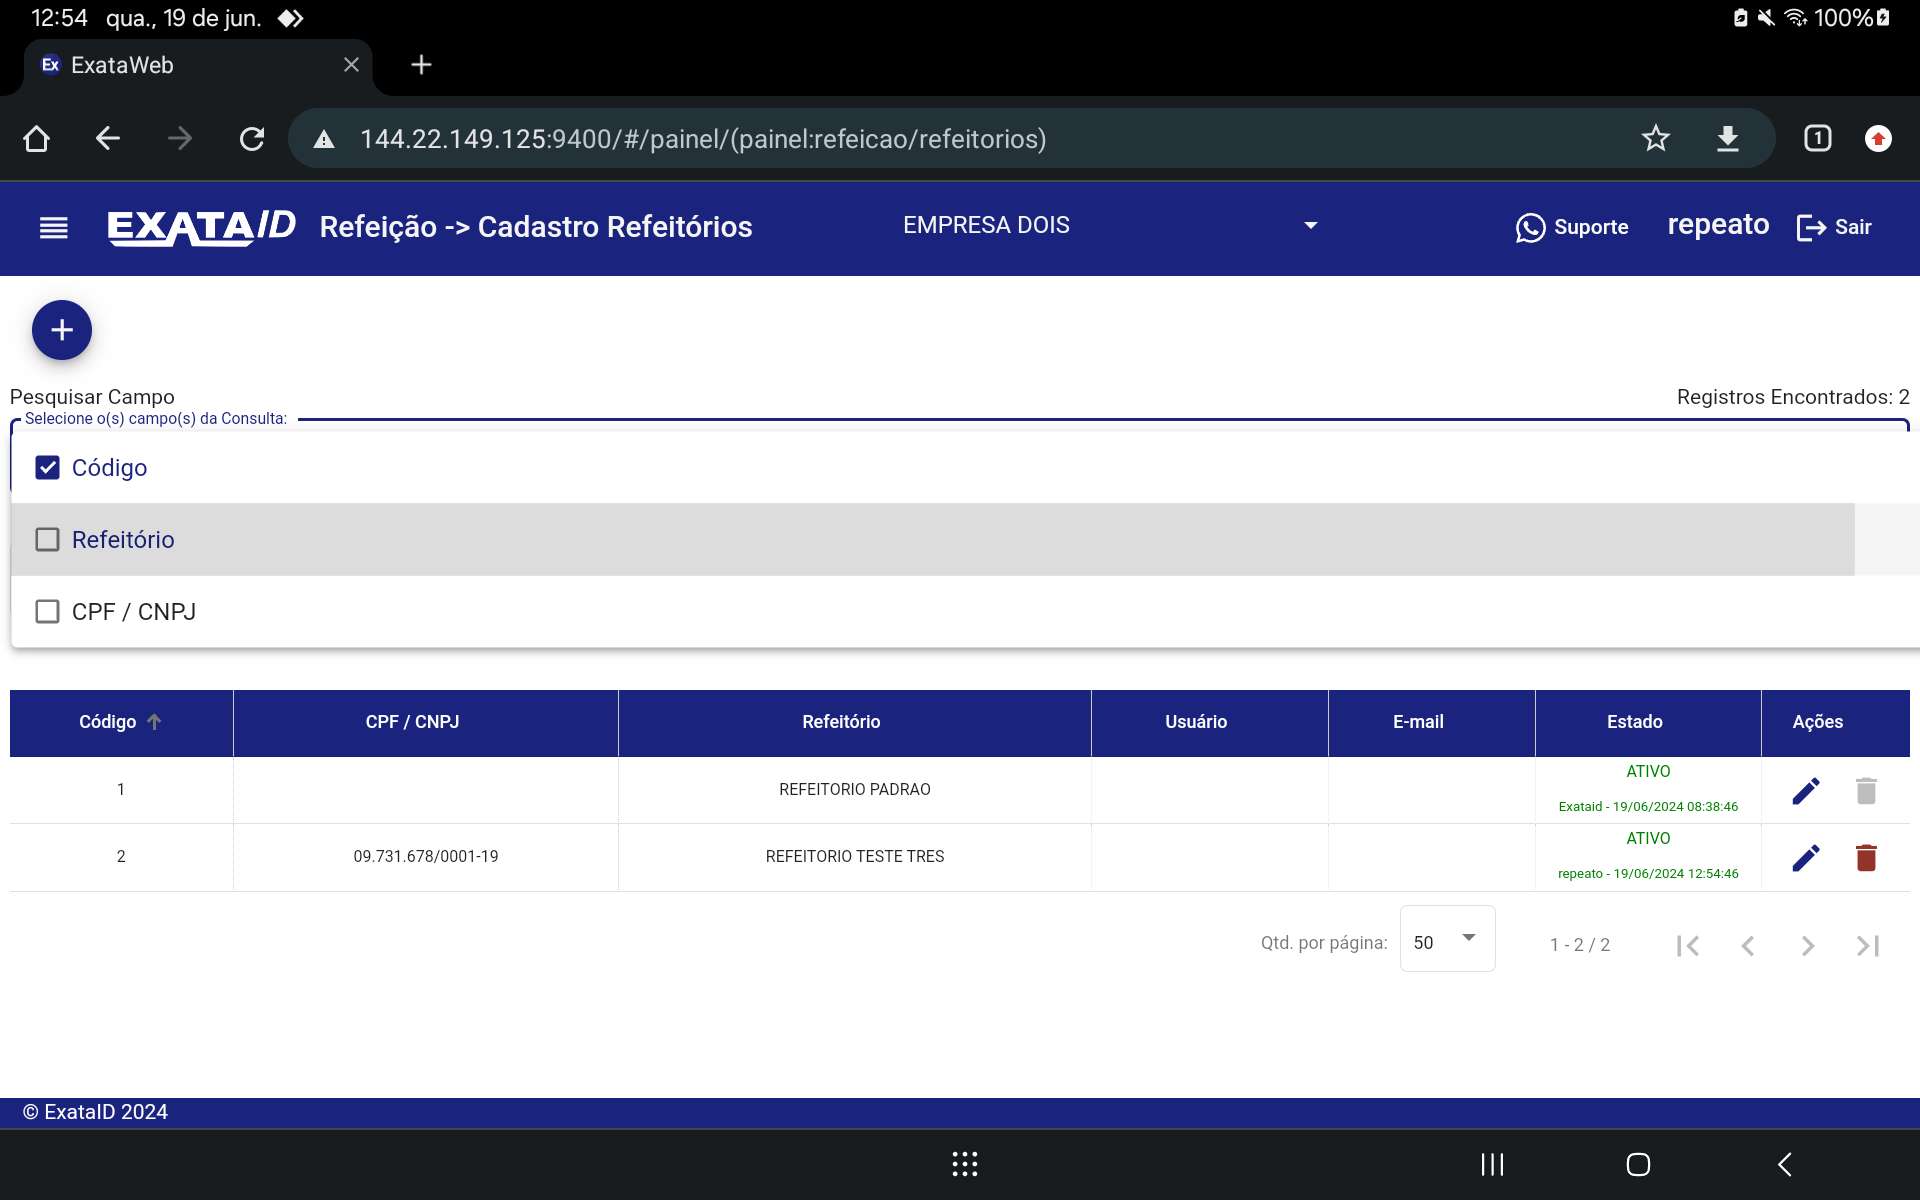 12:54 qua., 19 de jun.
100%
Ex ExataWeb
144.22.149.125:9400/#/painel/(painel:refeicao/refeitorios)
1
EXATAID Refeição -> Cadastro Refeitórios EMPRESA DOIS Suporte repeato Sair
Pesquisar Campo Registros Encontrados: 2
Selecione o(s) campo(s) da Consulta:
Código
Refeitório
CPF / CNPJ
Código CPF / CNPJ Refeitório Usuário E-mail Estado Ações
1 REFEITORIO PADRAO ATIVO
Exataid - 19/06/2024 08:38:46
2 09.731.678/0001-19 REFEITORIO TESTE TRES ATIVO
repeato - 19/06/2024 12:54:46
Qtd. por página: 50 1 - 2 / 2
© ExataID 2024